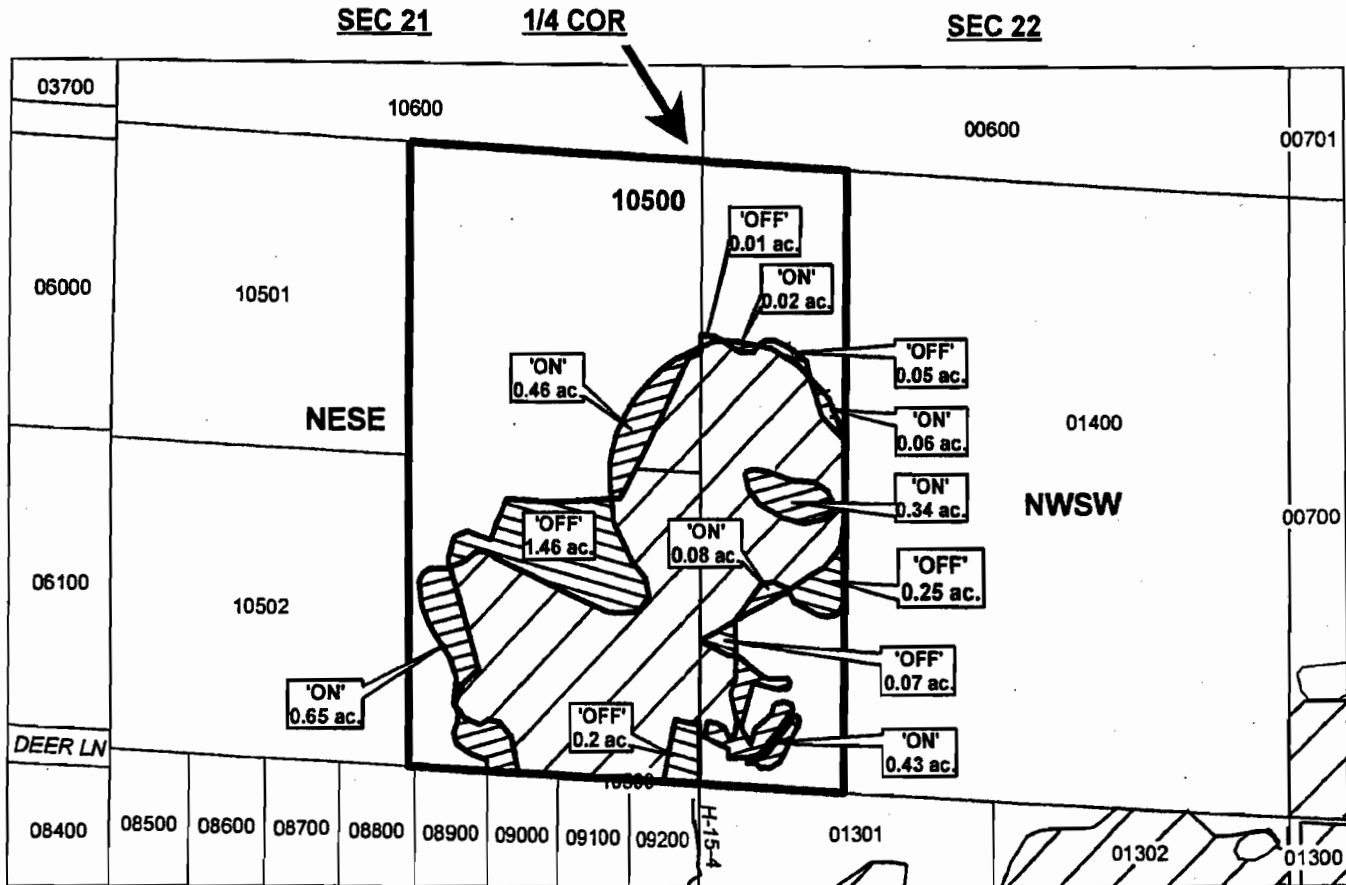 SEC 21
1/4 COR
SEC 22
03700
10600
00600
00701
10500
'OFF'
0.01 ac.
'ON'
0.02 ac.
06000
10501
'OFF'
0.05 ac.
'ON'
0.46 ac.
NESE
'ON'
0.06 ac.
01400
'ON'
0.34 ac.
NWSW
00700
'OFF'
1.46 ac.
'ON'
0.08 ac.
'OFF'
0.25 ac.
06100
10502
'OFF'
0.07 ac.
'ON'
0.65 ac.
'OFF'
0.2 ac.
'ON'
0.43 ac.
DEER LN
10500
08400
08500
08600
08700
08800
08900
09000
09100
09200
H-15-4
01301
01302
01300